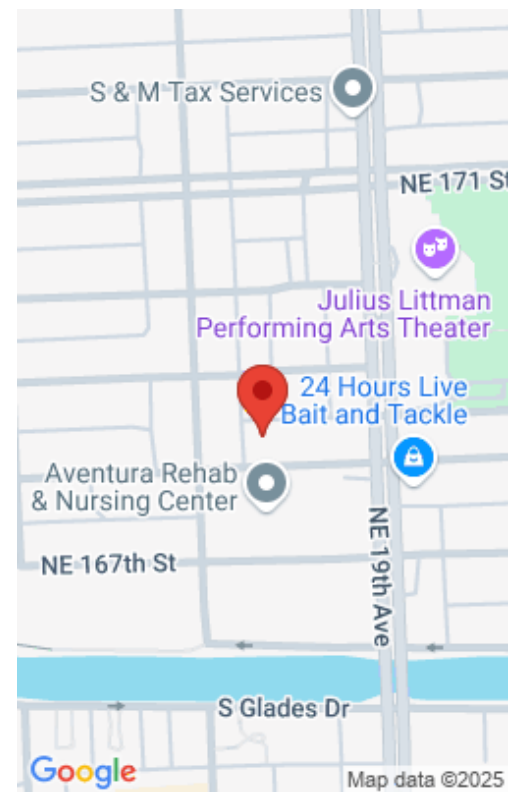 S & M Tax Services
NE 171 St
Julius Littman
Performing Arts Theater
24 Hours Live
Bait and Tackle
Aventura Rehab
& Nursing Center
NE 167th St
NE 19th Ave
S Glades Dr
Google
Map data ©2025